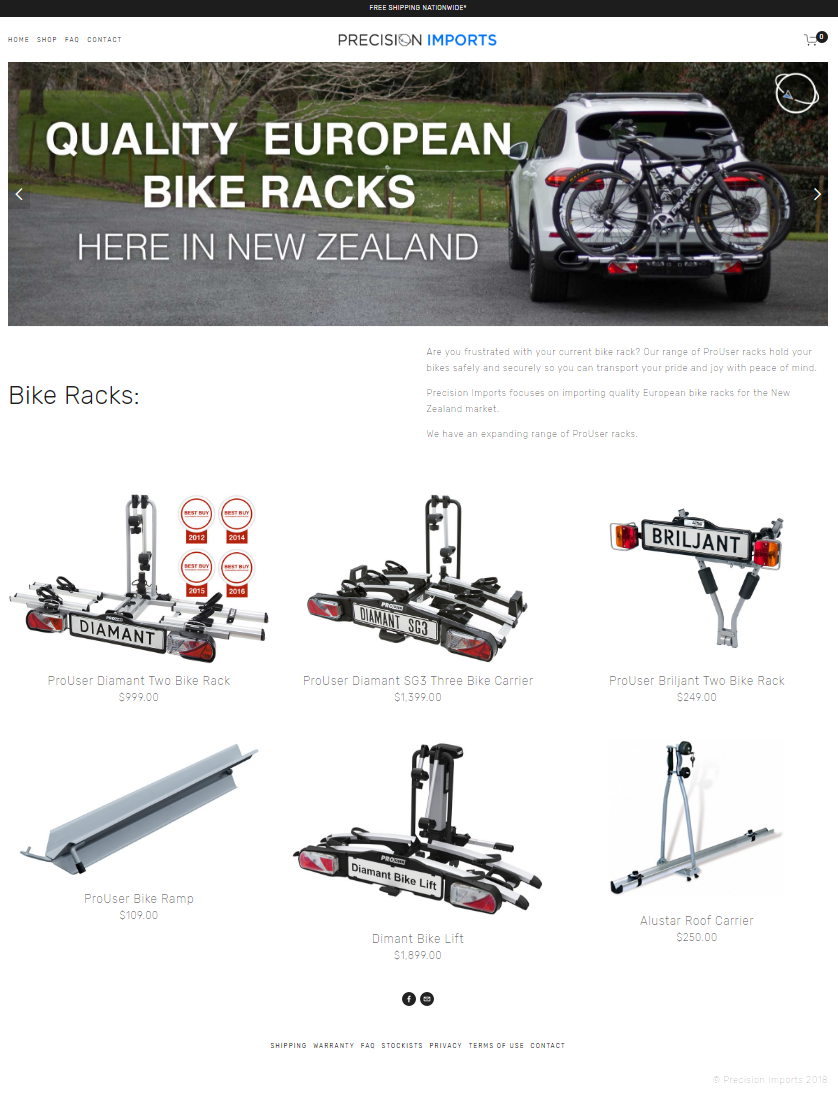 FREE SHIPPING NATIONWIDE*
HOME SHOP FAQ CONTACT
PRECISION IMPORTS
0
QUALITY EUROPEAN
BIKE RACKS
HERE IN NEW ZEALAND
Bike Racks:
Are you frustrated with your current bike rack? Our range of ProUser racks hold your
bikes safely and securely so you can transport your pride and joy with peace of mind.
Precision Imports focuses on importing quality European bike racks for the New
Zealand market.
We have an expanding range of ProUser racks.
BEST BUY
2012
BEST BUY
2014
BEST BUY
2015
BEST BUY
2016
DIAMANT
DIAMANT SG3
BRILJANT
ProUser Diamant Two Bike Rack
$999.00
ProUser Diamant SG3 Three Bike Carrier
$1,399.00
ProUser Briljant Two Bike Rack
$249.00
Diamant Bike Lift
ProUser Bike Ramp
$109.00
Dimant Bike Lift
$1,899.00
Alustar Roof Carrier
$250.00
SHIPPING WARRANTY FAQ STOCKISTS PRIVACY TERMS OF USE CONTACT
© Precision Imports 2018